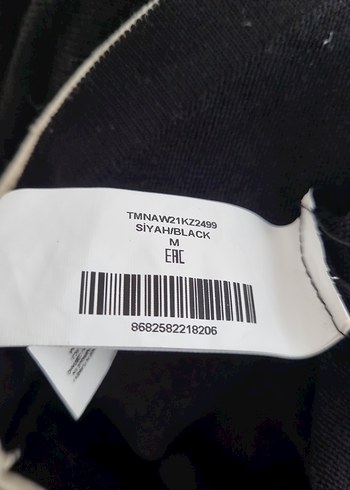 TMNAW21KZ2499
SİYAH/BLACK
M
EAC
8682582218206